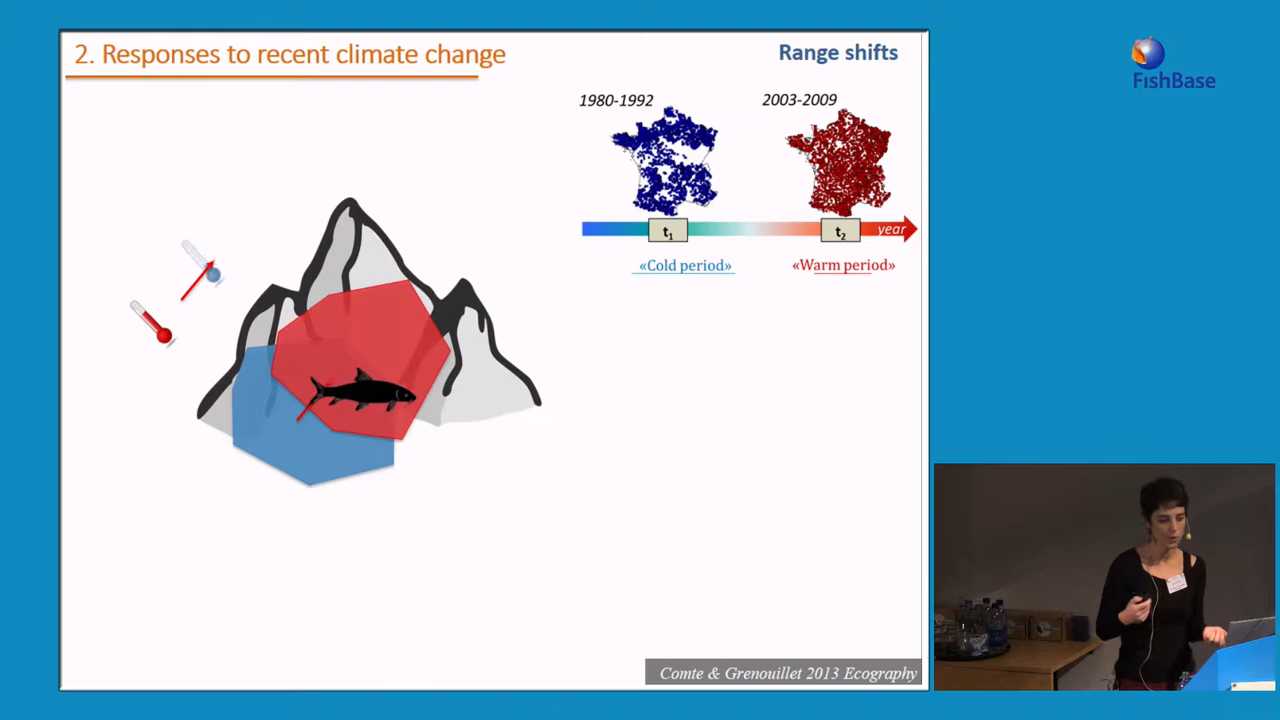 2. Responses to recent climate change
Range shifts
FishBase
1980-1992
2003-2009
t1
t2
year
«Cold period»
«Warm period»
Comte & Grenouillet 2013 Ecography